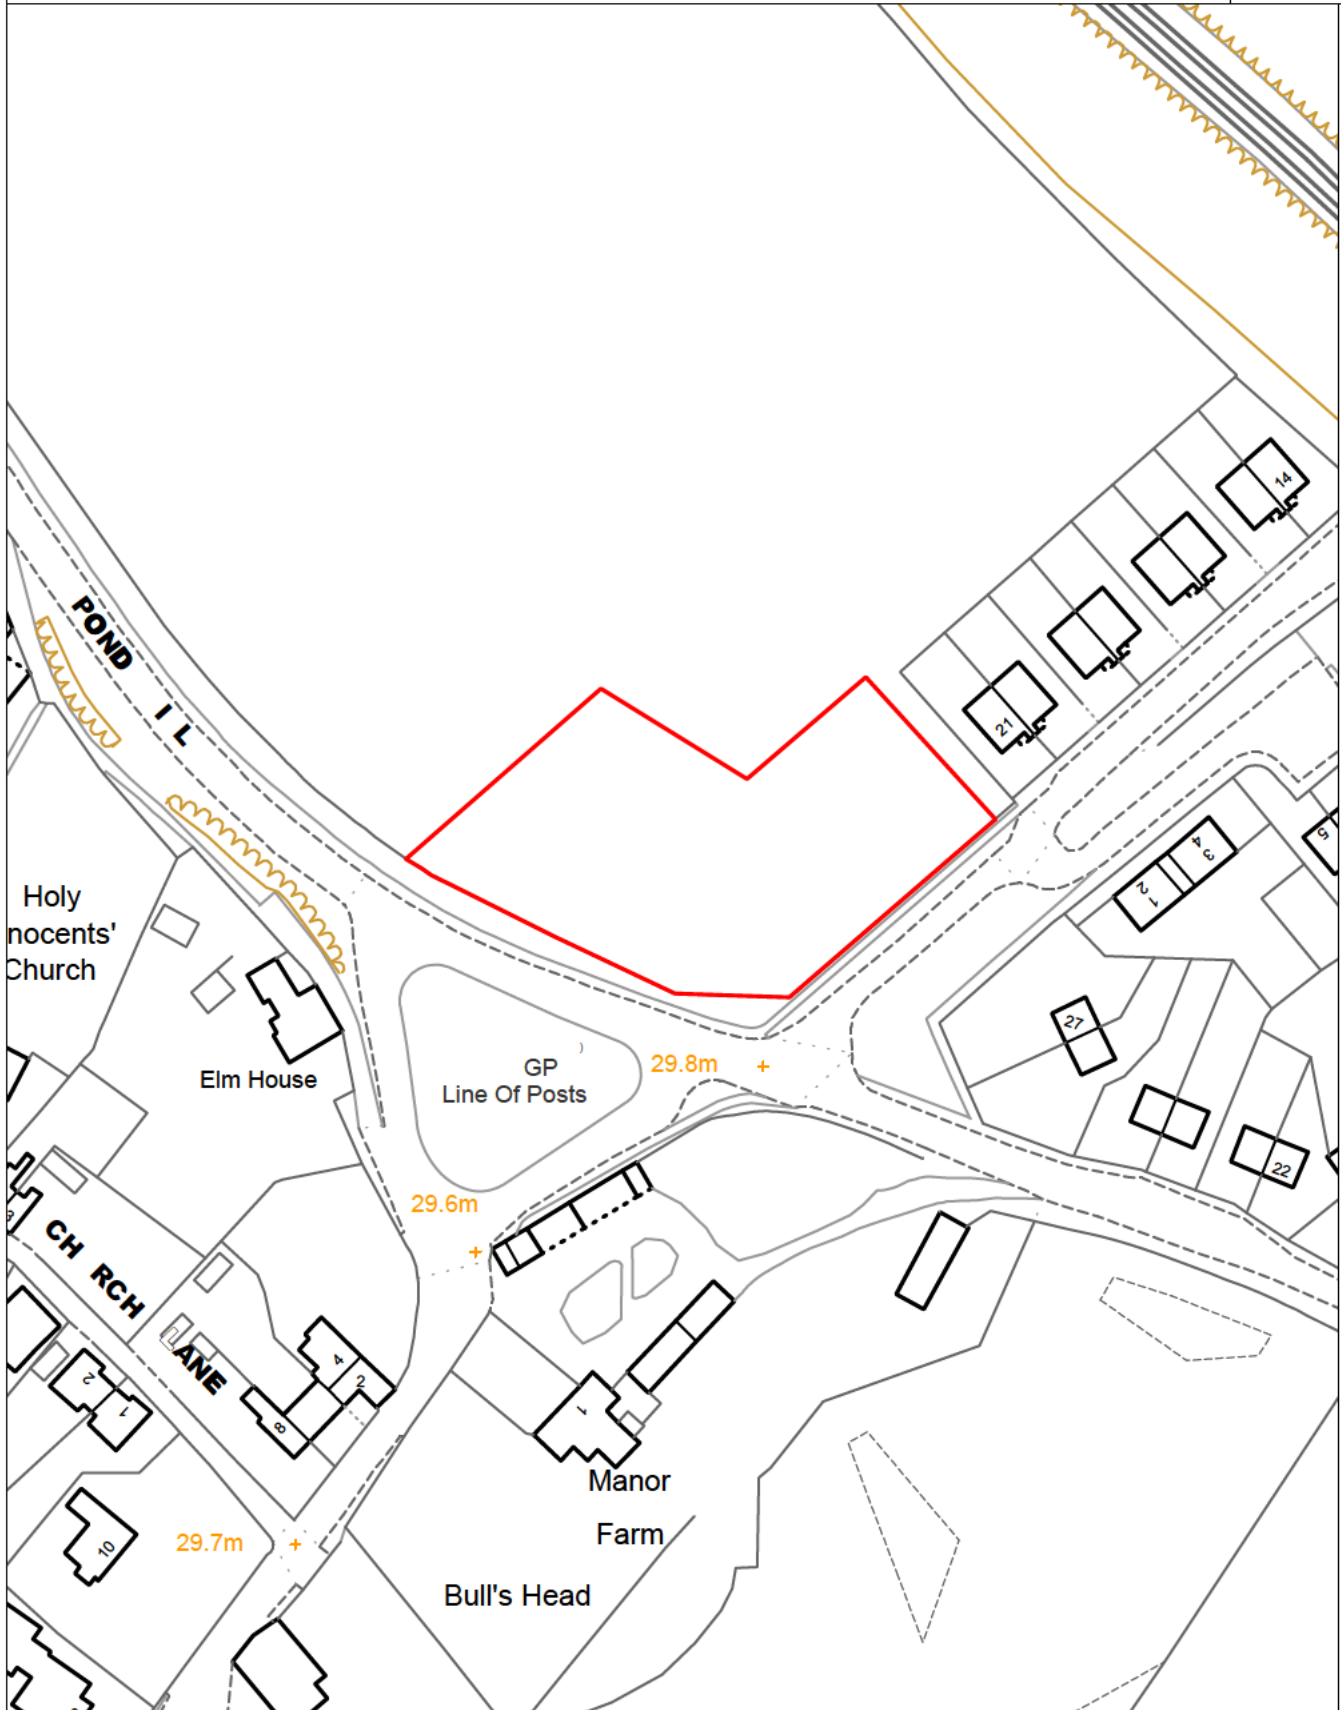 14
POND
I L
21
4 3
2 1
5
Holy
nocents'
Church
27
GP
Line Of Posts
29.8m
Elm House
22
29.6m
CH RCH
LANE
4
2
2
1
8
1
Manor
Farm
10
29.7m
Bull's Head